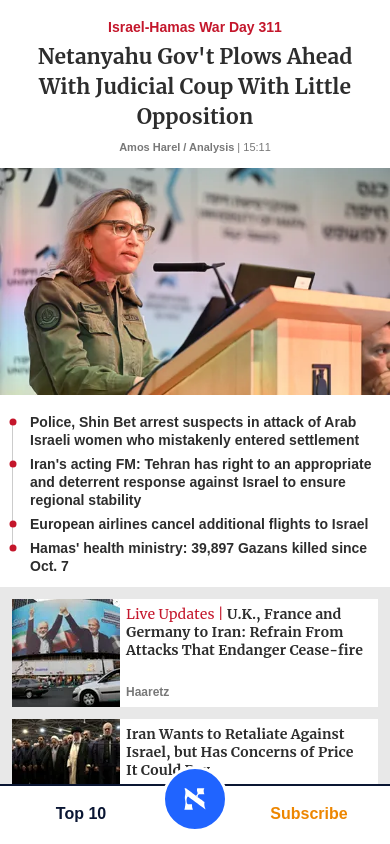 Israel-Hamas War Day 311
Netanyahu Gov't Plows Ahead
With Judicial Coup With Little
Opposition
Amos Harel / Analysis | 15:11
Police, Shin Bet arrest suspects in attack of Arab
Israeli women who mistakenly entered settlement
Iran's acting FM: Tehran has right to an appropriate
and deterrent response against Israel to ensure
regional stability
European airlines cancel additional flights to Israel
Hamas' health ministry: 39,897 Gazans killed since
Oct. 7
Live Updates | U.K., France and
Germany to Iran: Refrain From
Attacks That Endanger Cease-fire
Haaretz
Iran Wants to Retaliate Against
Israel, but Has Concerns of Price
It Could
Top 10
Subscribe